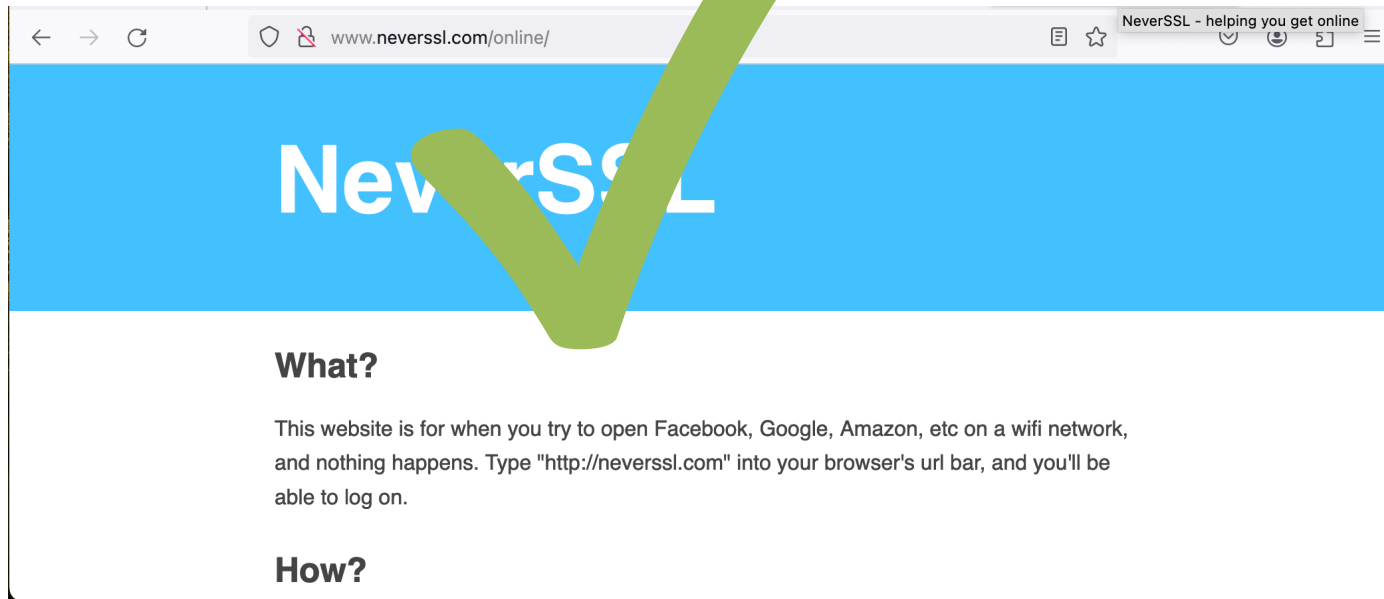 NeverSSL - helping you get online
www.neverssl.com/online/
NeverSSL
What?
This website is for when you try to open Facebook, Google, Amazon, etc on a wifi network,
and nothing happens. Type "http://neverssl.com" into your browser's url bar, and you'll be
able to log on.
How?